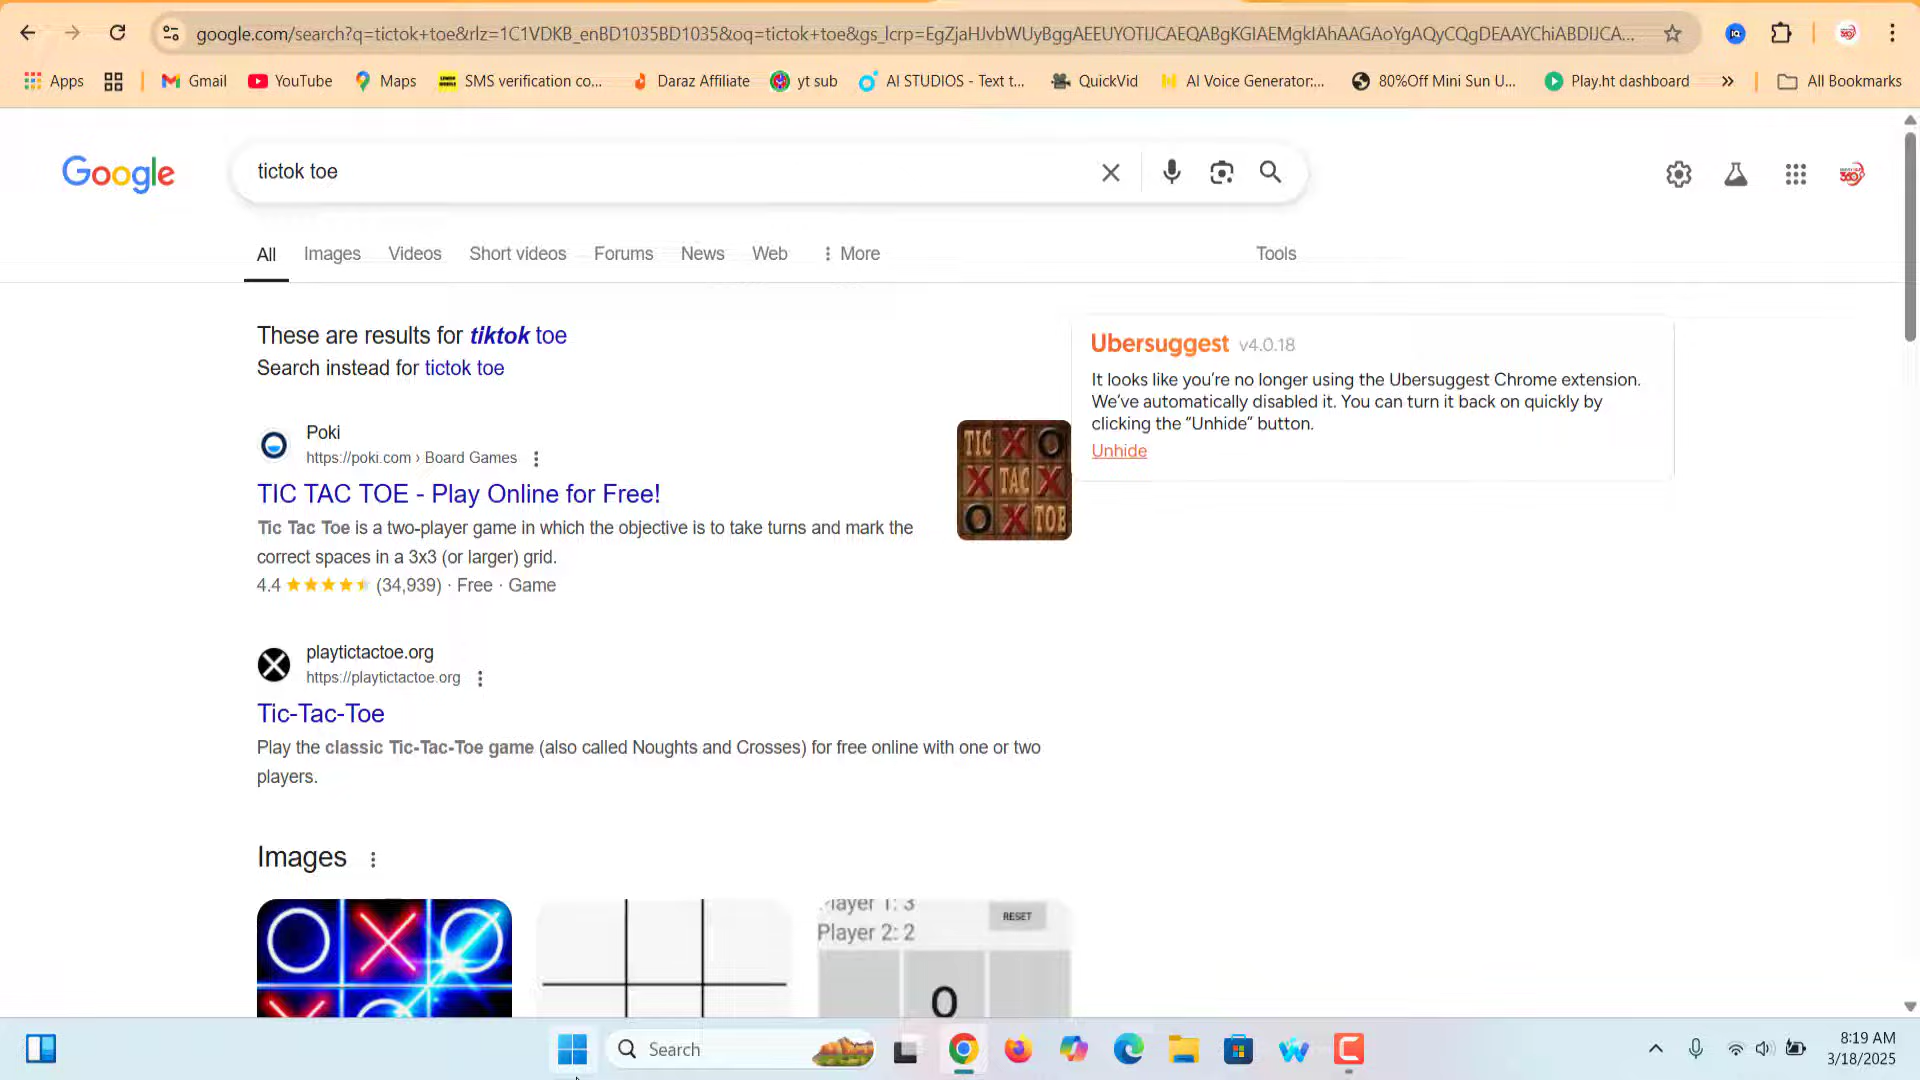 google.com/search?q=tictok+toe&rlz=1C1VDKB_enBD1035BD1035&oq=tictok+toe&gs_lcrp=EgZjaHJvbWUyBggAEEUYOTIJCAEQABgKGIAEMgkIAhAAGAoYgAQyCQgDEAAYChiABDIJCA...
Apps
Gmail
YouTube
Maps
SMS verification co...
Daraz Affiliate
yt sub
AI STUDIOS - Text t...
QuickVid
AI Voice Generator:...
80%Off Mini Sun U...
Play.ht dashboard
»
All Bookmarks
Google
tictok toe
360
All
Images
Videos
Short videos
Forums
News
Web
More
Tools
These are results for tiktok toe
Search instead for tictok toe
Ubersuggest v4.0.18
It looks like you're no longer using the Ubersuggest Chrome extension.
We've automatically disabled it. You can turn it back on quickly by
clicking the "Unhide" button.
Unhide
Poki
https://poki.com › Board Games
TIC TAC TOE - Play Online for Free!
Tic Tac Toe is a two-player game in which the objective is to take turns and mark the
correct spaces in a 3x3 (or larger) grid.
4.4 (34,939) · Free · Game
TIC X O
X TAC X
O X TOE
playtictactoe.org
https://playtictactoe.org
Tic-Tac-Toe
Play the classic Tic-Tac-Toe game (also called Noughts and Crosses) for free online with one or two
players.
Images
Player 1: 3
RESET
Player 2: 2
O
Search
8:19 AM
3/18/2025